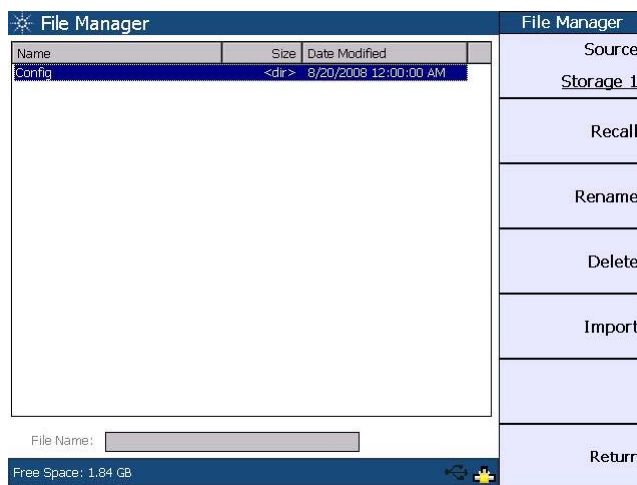 File Manager
Name Size Date Modified
Config <dir> 8/20/2008 12:00:00 AM
File Name:
Free Space: 1.84 GB
File Manager
Source
Storage 1
Recall
Rename
Delete
Import
Return